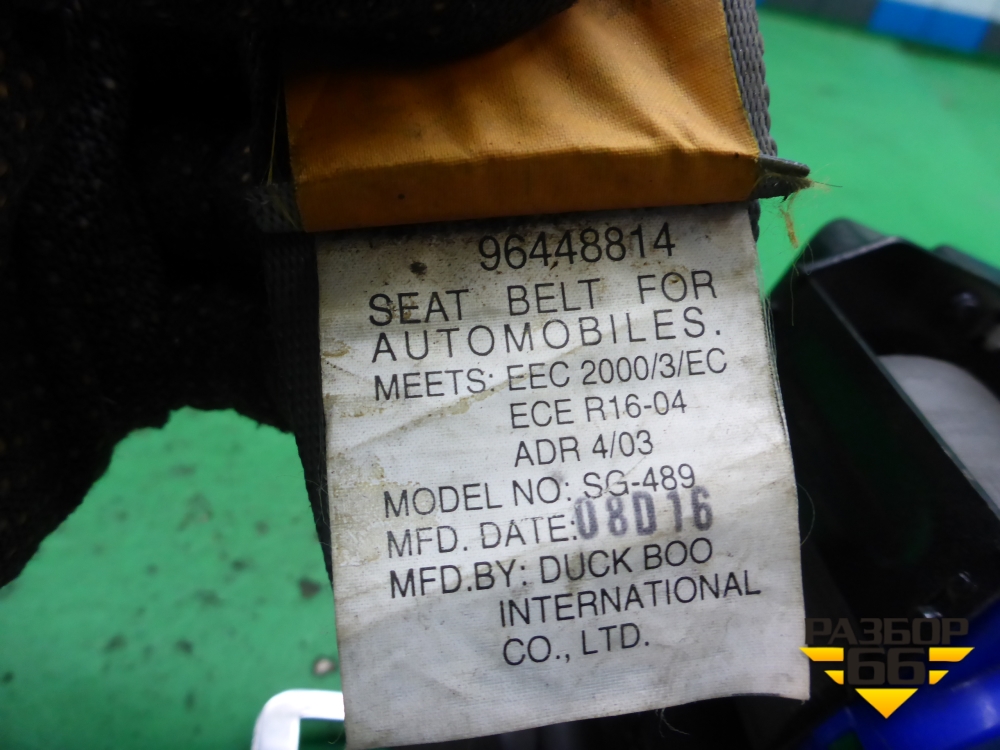 96448814
SEAT BELT FOR
AUTOMOBILES.
MEETS: EEC 2000/3/EC
ECE R16-04
ADR 4/03
MODEL NO: SG-489
MFD. DATE: 08D16
MFD.BY: DUCK BOO
INTERNATIONAL
CO., LTD.
РАЗБОР
66